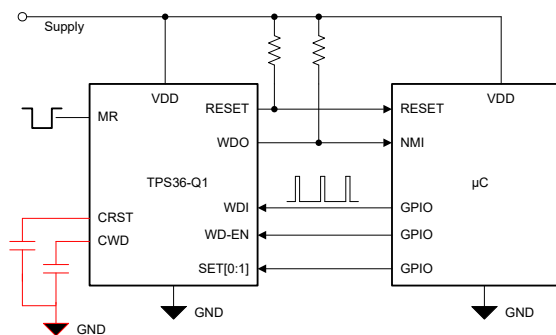 Supply
VDD
VDD
MR
RESET
RESET
WDO
NMI
TPS36-Q1
µC
CRST
WDI
GPIO
CWD
WD-EN
GPIO
SET[0:1]
GPIO
GND
GND
GND